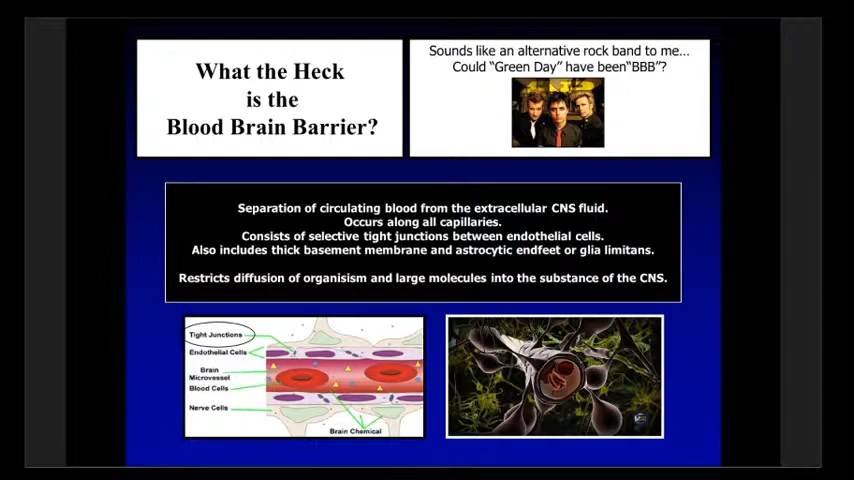 What the Heck
is the
Blood Brain Barrier?
Sounds like an alternative rock band to me…
Could “Green Day” have been“BBB”?
Separation of circulating blood from the extracellular CNS fluid.
Occurs along all capillaries.
Consists of selective tight junctions between endothelial cells.
Also includes thick basement membrane and astrocytic endfeet or glia limitans.
Restricts diffusion of organisism and large molecules into the substance of the CNS.
Tight Junctions
Endothelial Cells
Brain
Microvessel
Blood Cells
Nerve Cells
Brain Chemical